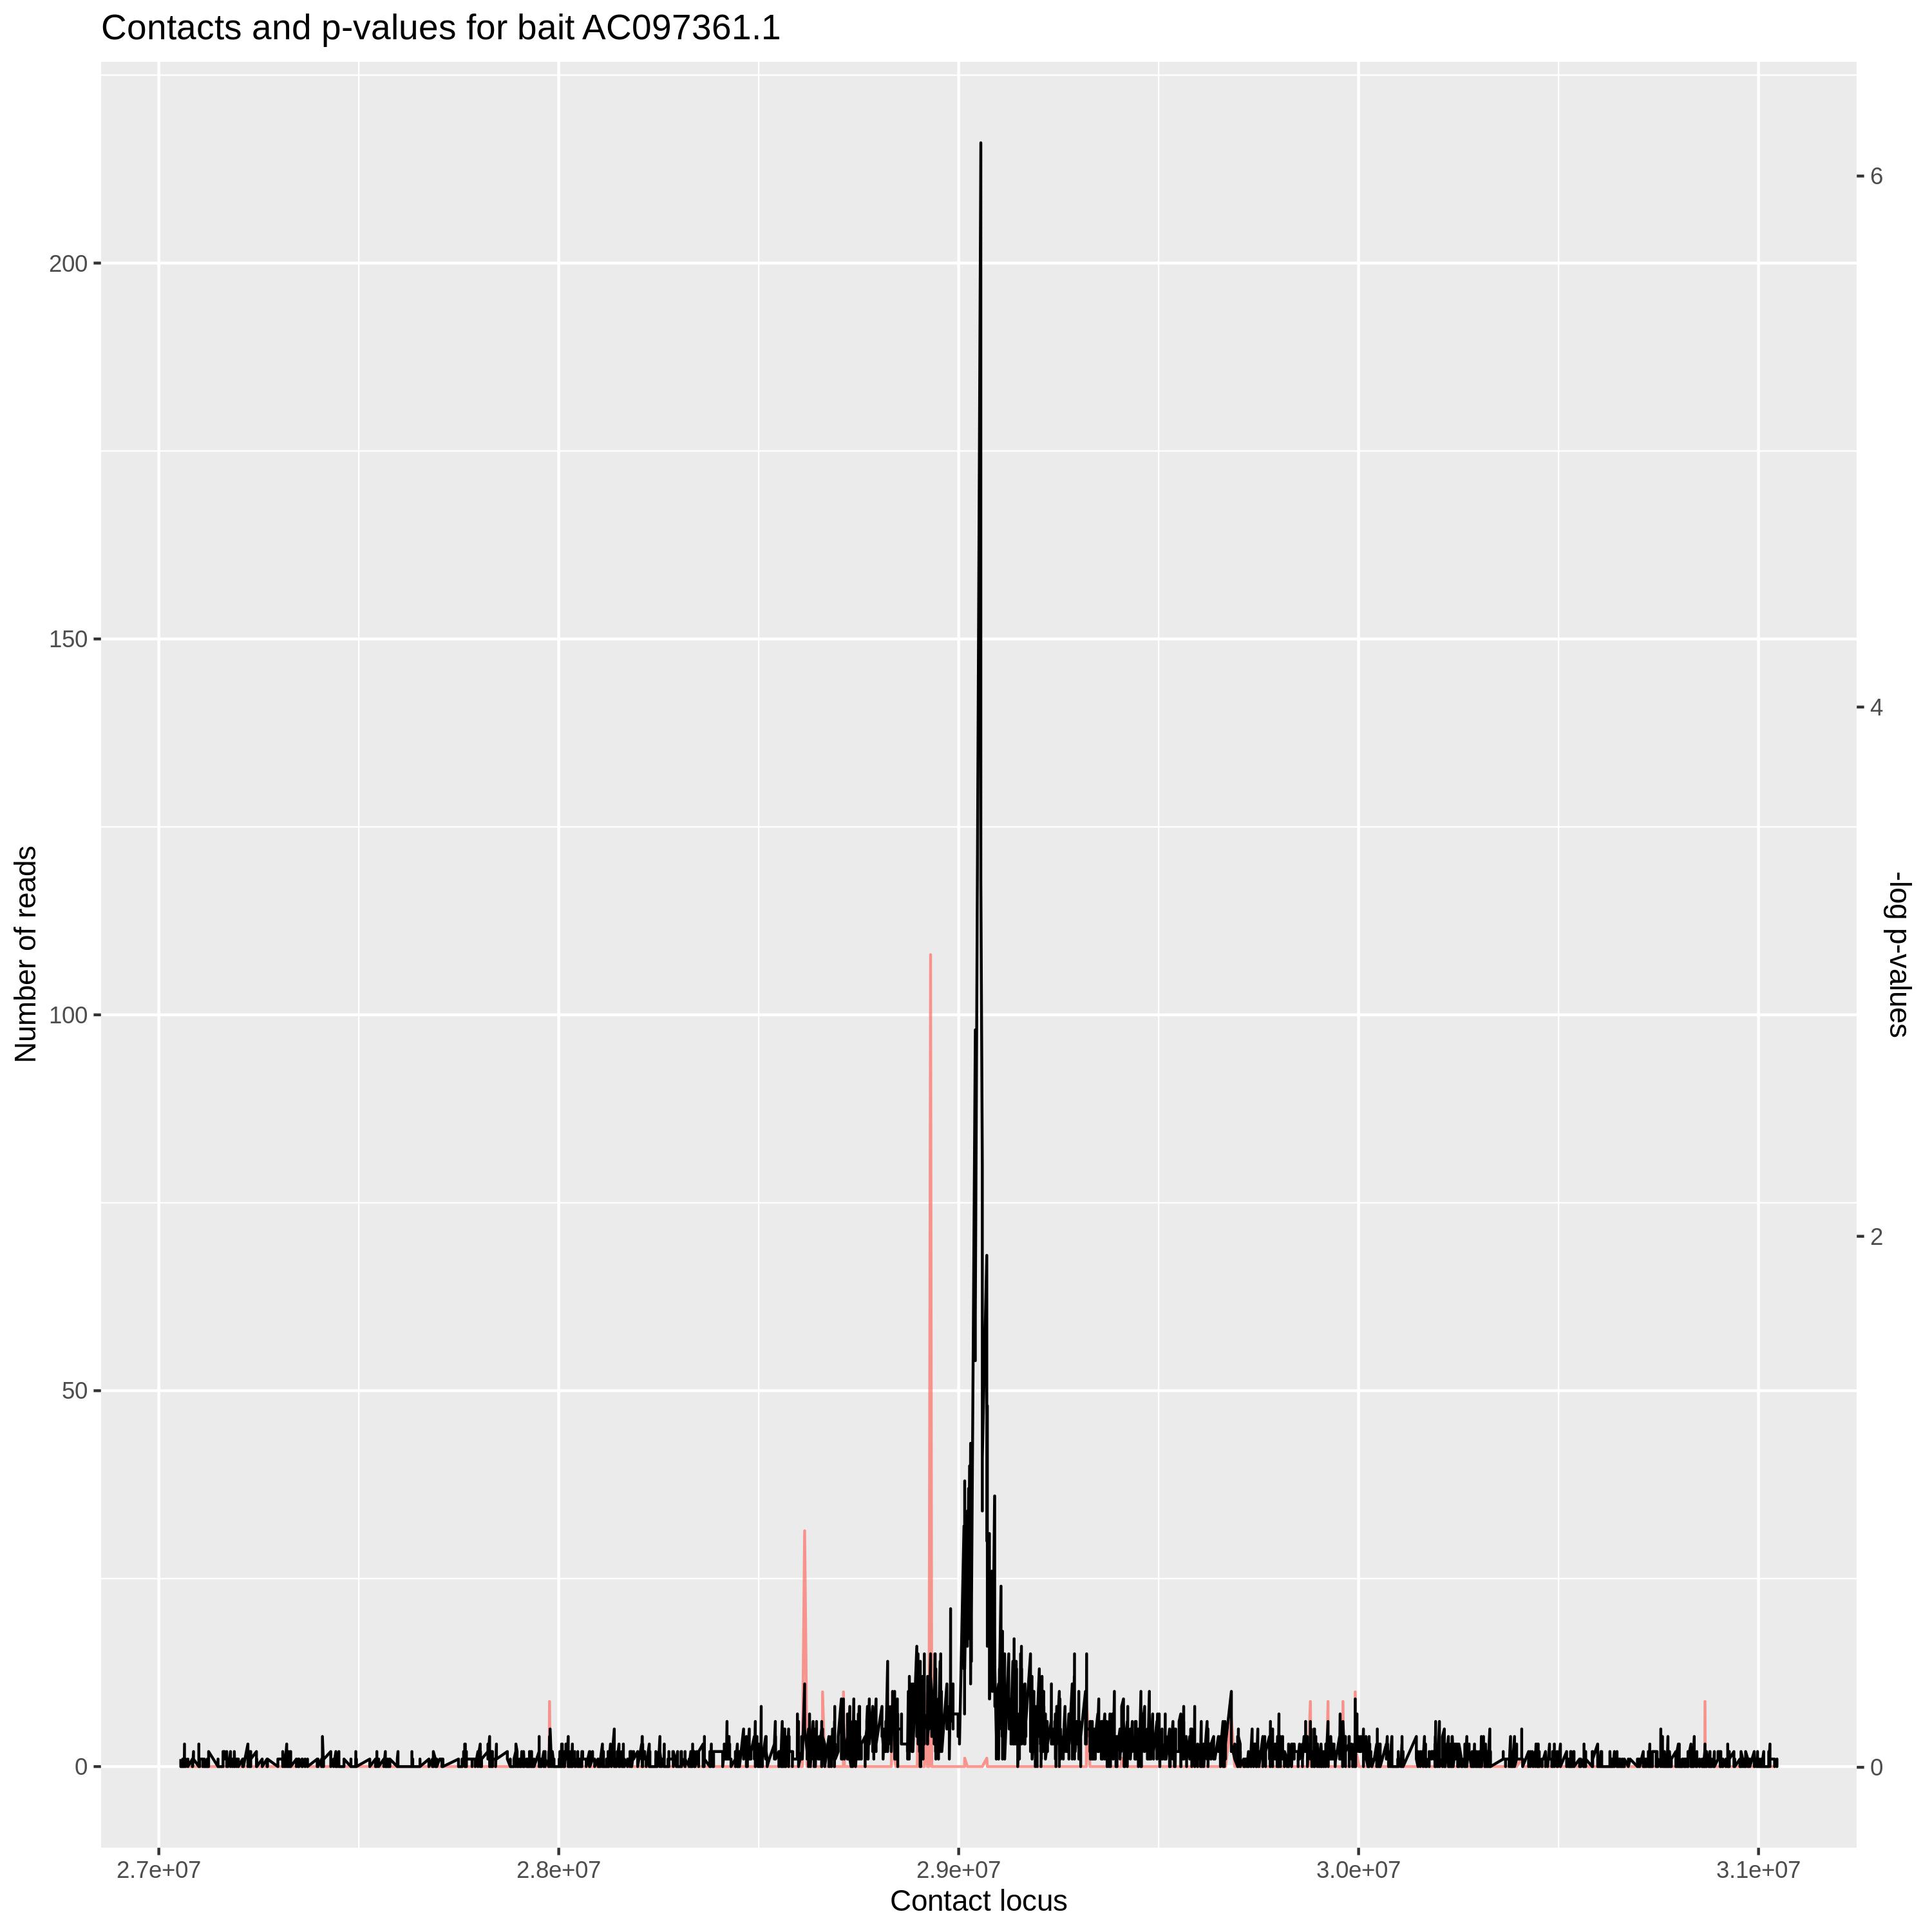 Contacts and p-values for bait AC097361.1
Number of reads
200
150
100
50
0
6
4
2
0
-log p-values
2.7e+07 2.8e+07 2.9e+07 3.0e+07 3.1e+07
Contact locus